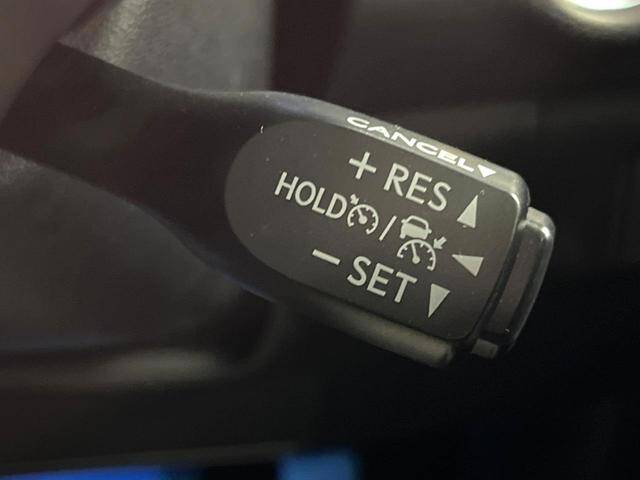 CANCEL▼
+ RES ▲
HOLD /
− SET ▼